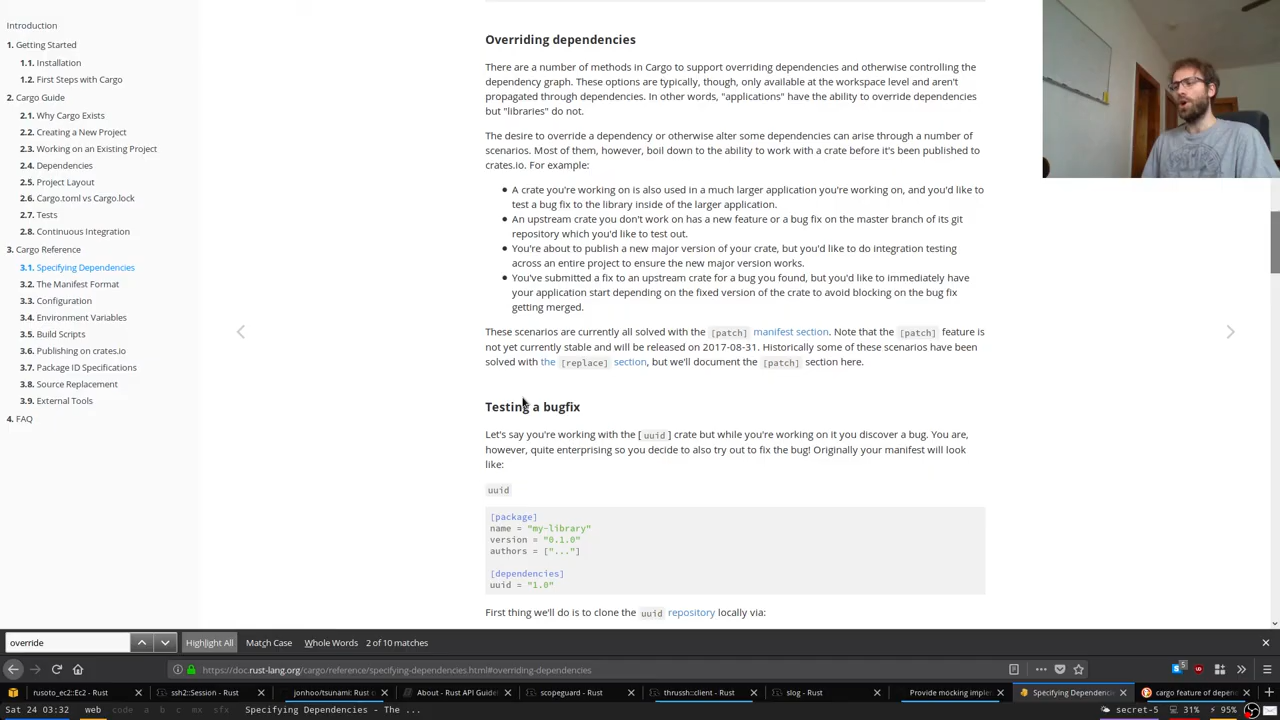 Introduction
1. Getting Started
1.1. Installation
1.2. First Steps with Cargo
2. Cargo Guide
2.1. Why Cargo Exists
2.2. Creating a New Project
2.3. Working on an Existing Project
2.4. Dependencies
2.5. Project Layout
2.6. Cargo.toml vs Cargo.lock
2.7. Tests
2.8. Continuous Integration
3. Cargo Reference
3.1. Specifying Dependencies
3.2. The Manifest Format
3.3. Configuration
3.4. Environment Variables
3.5. Build Scripts
3.6. Publishing on crates.io
3.7. Package ID Specifications
3.8. Source Replacement
3.9. External Tools
4. FAQ
Overriding dependencies
There are a number of methods in Cargo to support overriding dependencies and otherwise controlling the
dependency graph. These options are typically, though, only available at the workspace level and aren't
propagated through dependencies. In other words, "applications" have the ability to override dependencies
but "libraries" do not.
The desire to override a dependency or otherwise alter some dependencies can arise through a number of
scenarios. Most of them, however, boil down to the ability to work with a crate before it's been published to
crates.io. For example:
• A crate you're working on is also used in a much larger application you're working on, and you'd like to
test a bug fix to the library inside of the larger application.
• An upstream crate you don't work on has a new feature or a bug fix on the master branch of its git
repository which you'd like to test out.
• You're about to publish a new major version of your crate, but you'd like to do integration testing
across an entire project to ensure the new major version works.
• You've submitted a fix to an upstream crate for a bug you found, but you'd like to immediately have
your application start depending on the fixed version of the crate to avoid blocking on the bug fix
getting merged.
These scenarios are currently all solved with the [patch] manifest section. Note that the [patch] feature is
not yet currently stable and will be released on 2017-08-31. Historically some of these scenarios have been
solved with the [replace] section, but we'll document the [patch] section here.
Testing a bugfix
Let's say you're working with the [ uuid ] crate but while you're working on it you discover a bug. You are,
however, quite enterprising so you decide to also try out to fix the bug! Originally your manifest will look
like:
uuid
[package]
name = "my-library"
version = "0.1.0"
authors = ["..."]
[dependencies]
uuid = "1.0"
First thing we'll do is to clone the uuid repository locally via:
override Highlight All Match Case Whole Words 2 of 10 matches
https://doc.rust-lang.org/cargo/reference/specifying-dependencies.html#overriding-dependencies
5
rusoto_ec2::Ec2 - Rust ssh2::Session - Rust jonhoo/tsunami: Rust c About - Rust API Guidel scopeguard - Rust thrussh::client - Rust slog - Rust Provide mocking implem Specifying Dependenci cargo feature of depen
Sat 24 03:32 web code a b c mx sfx Specifying Dependencies - The ... secret-5 31% 95%